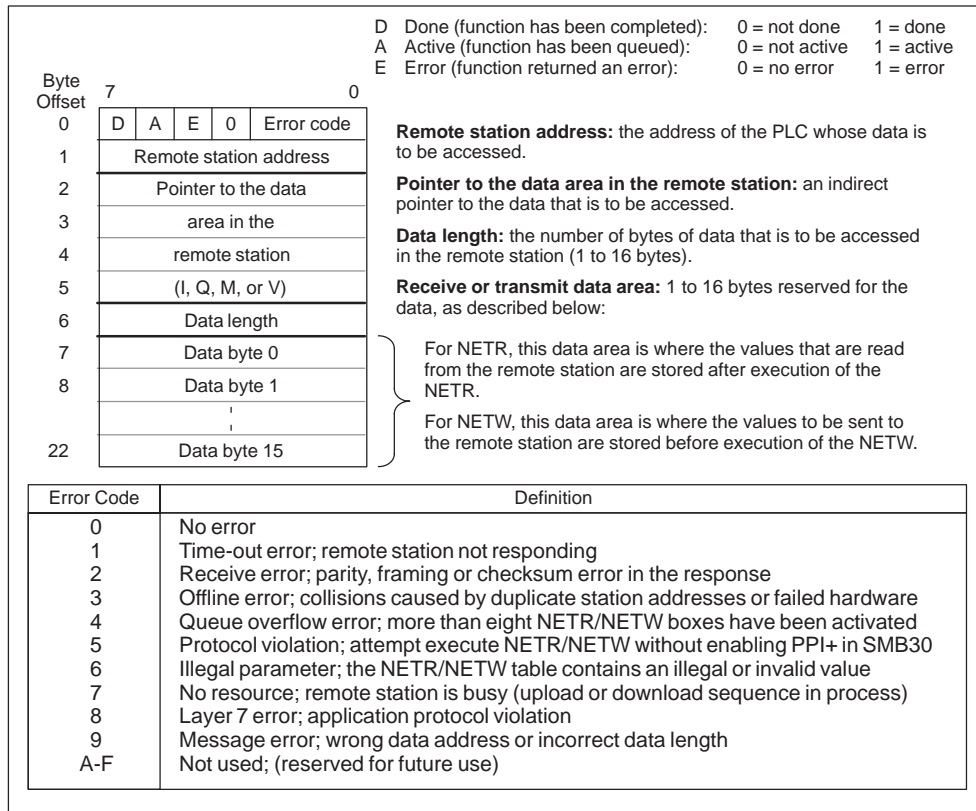 D Done (function has been completed): 0 = not done 1 = done
A Active (function has been queued): 0 = not active 1 = active
E Error (function returned an error): 0 = no error 1 = error
Byte
Offset
7 0
0 D A E 0 Error code
1 Remote station address
2 Pointer to the data
3 area in the
4 remote station
5 (I, Q, M, or V)
6 Data length
7 Data byte 0
8 Data byte 1
22 Data byte 15
Remote station address: the address of the PLC whose data is
to be accessed.
Pointer to the data area in the remote station: an indirect
pointer to the data that is to be accessed.
Data length: the number of bytes of data that is to be accessed
in the remote station (1 to 16 bytes).
Receive or transmit data area: 1 to 16 bytes reserved for the
data, as described below:
For NETR, this data area is where the values that are read
from the remote station are stored after execution of the
NETR.
For NETW, this data area is where the values to be sent to
the remote station are stored before execution of the NETW.
Error Code Definition
0 No error
1 Time-out error; remote station not responding
2 Receive error; parity, framing or checksum error in the response
3 Offline error; collisions caused by duplicate station addresses or failed hardware
4 Queue overflow error; more than eight NETR/NETW boxes have been activated
5 Protocol violation; attempt execute NETR/NETW without enabling PPI+ in SMB30
6 Illegal parameter; the NETR/NETW table contains an illegal or invalid value
7 No resource; remote station is busy (upload or download sequence in process)
8 Layer 7 error; application protocol violation
9 Message error; wrong data address or incorrect data length
A-F Not used; (reserved for future use)